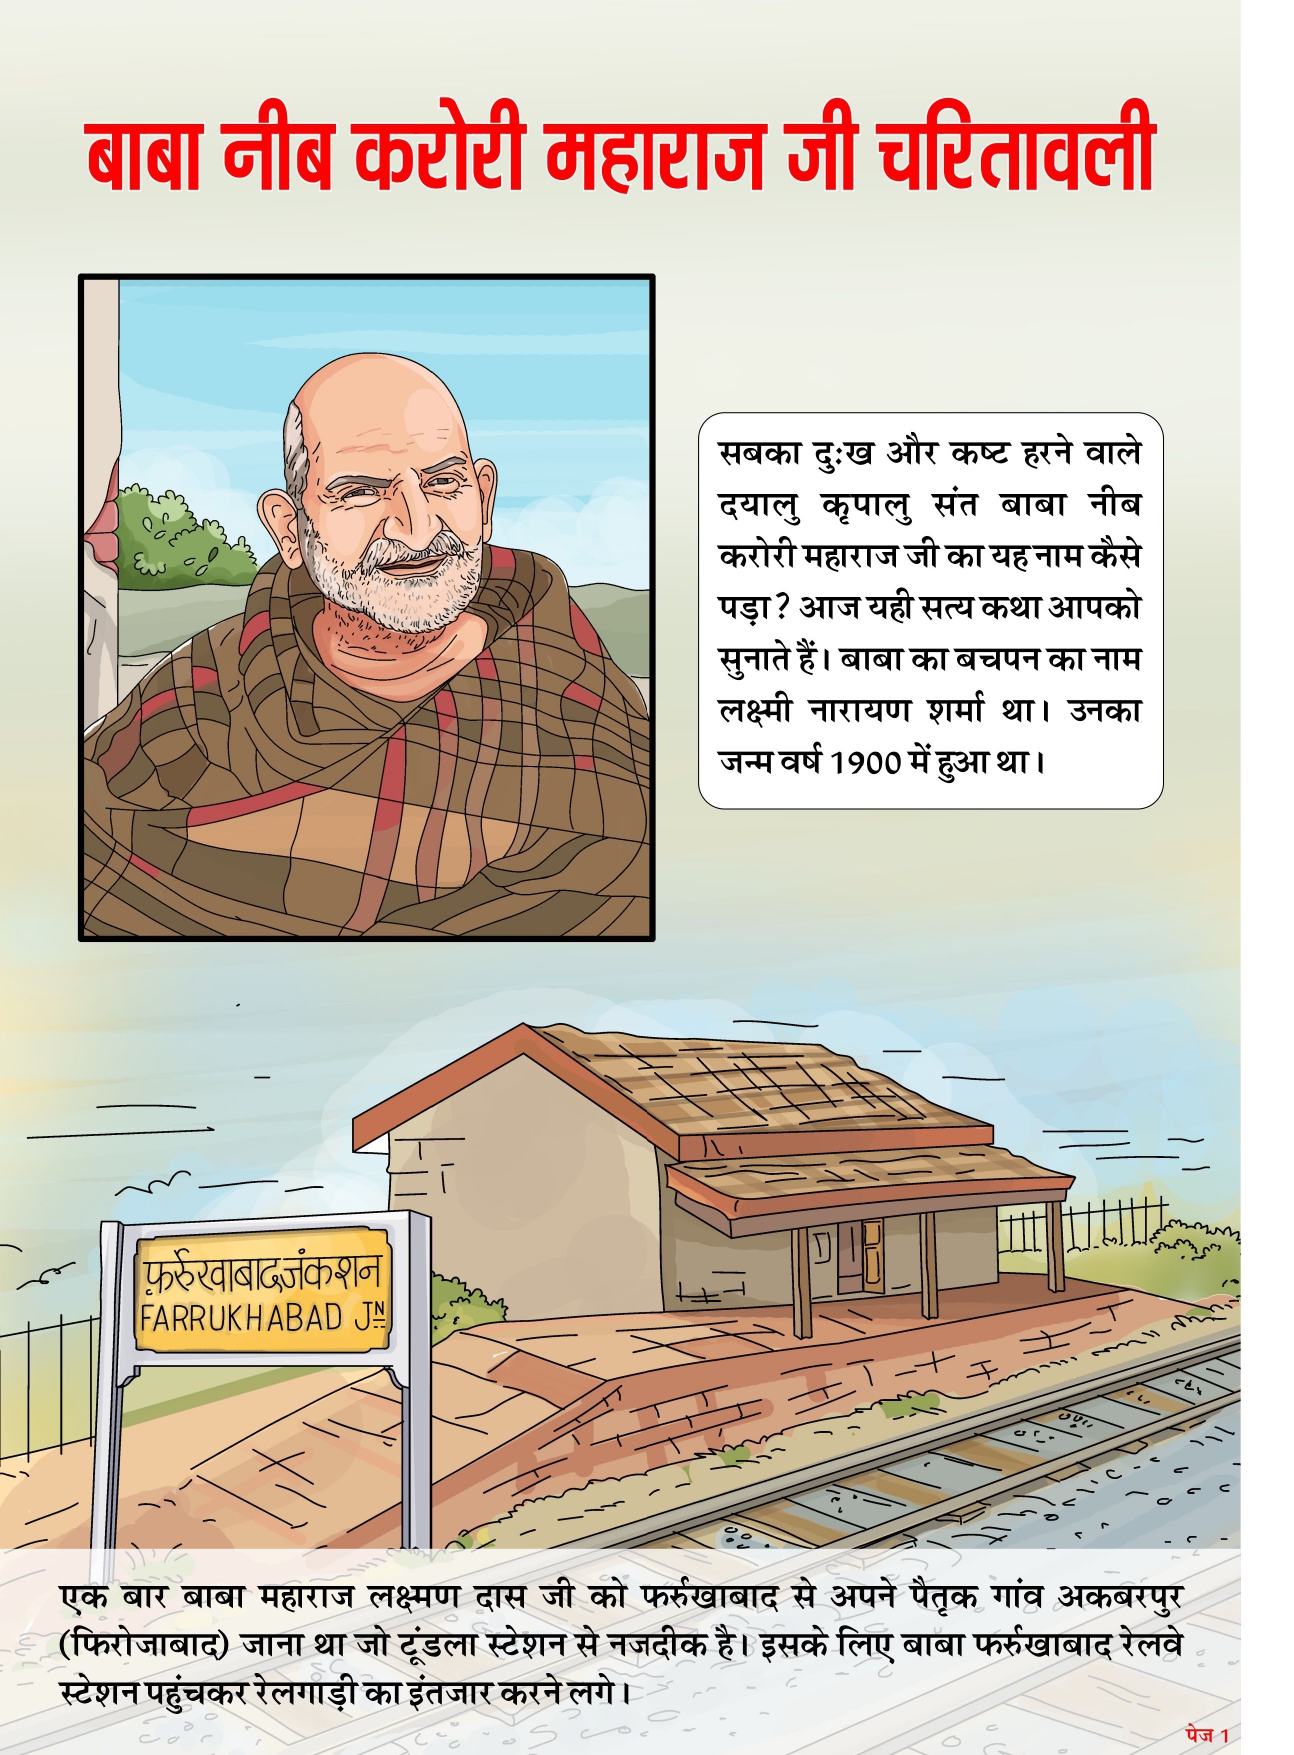 बाबा नीब करोरी महाराज जी चरितावली
सबका दुःख और कष्ट हरने वाले
दयालु कृपालु संत बाबा नीब
करोरी महाराज जी का यह नाम कैसे
पड़ा? आज यही सत्य कथा आपको
सुनाते हैं। बाबा का बचपन का नाम
लक्ष्मी नारायण शर्मा था। उनका
जन्म वर्ष 1900 में हुआ था।
फ़र्रुखाबाद जंकशन
FARRUKHABAD JN
एक बार बाबा महाराज लक्ष्मण दास जी को फर्रुखाबाद से अपने पैतृक गांव अकबरपुर
(फिरोजाबाद) जाना था जो टूंडला स्टेशन से नजदीक है। इसके लिए बाबा फर्रुखाबाद रेलवे
स्टेशन पहुंचकर रेलगाड़ी का इंतजार करने लगे।
पेज 1